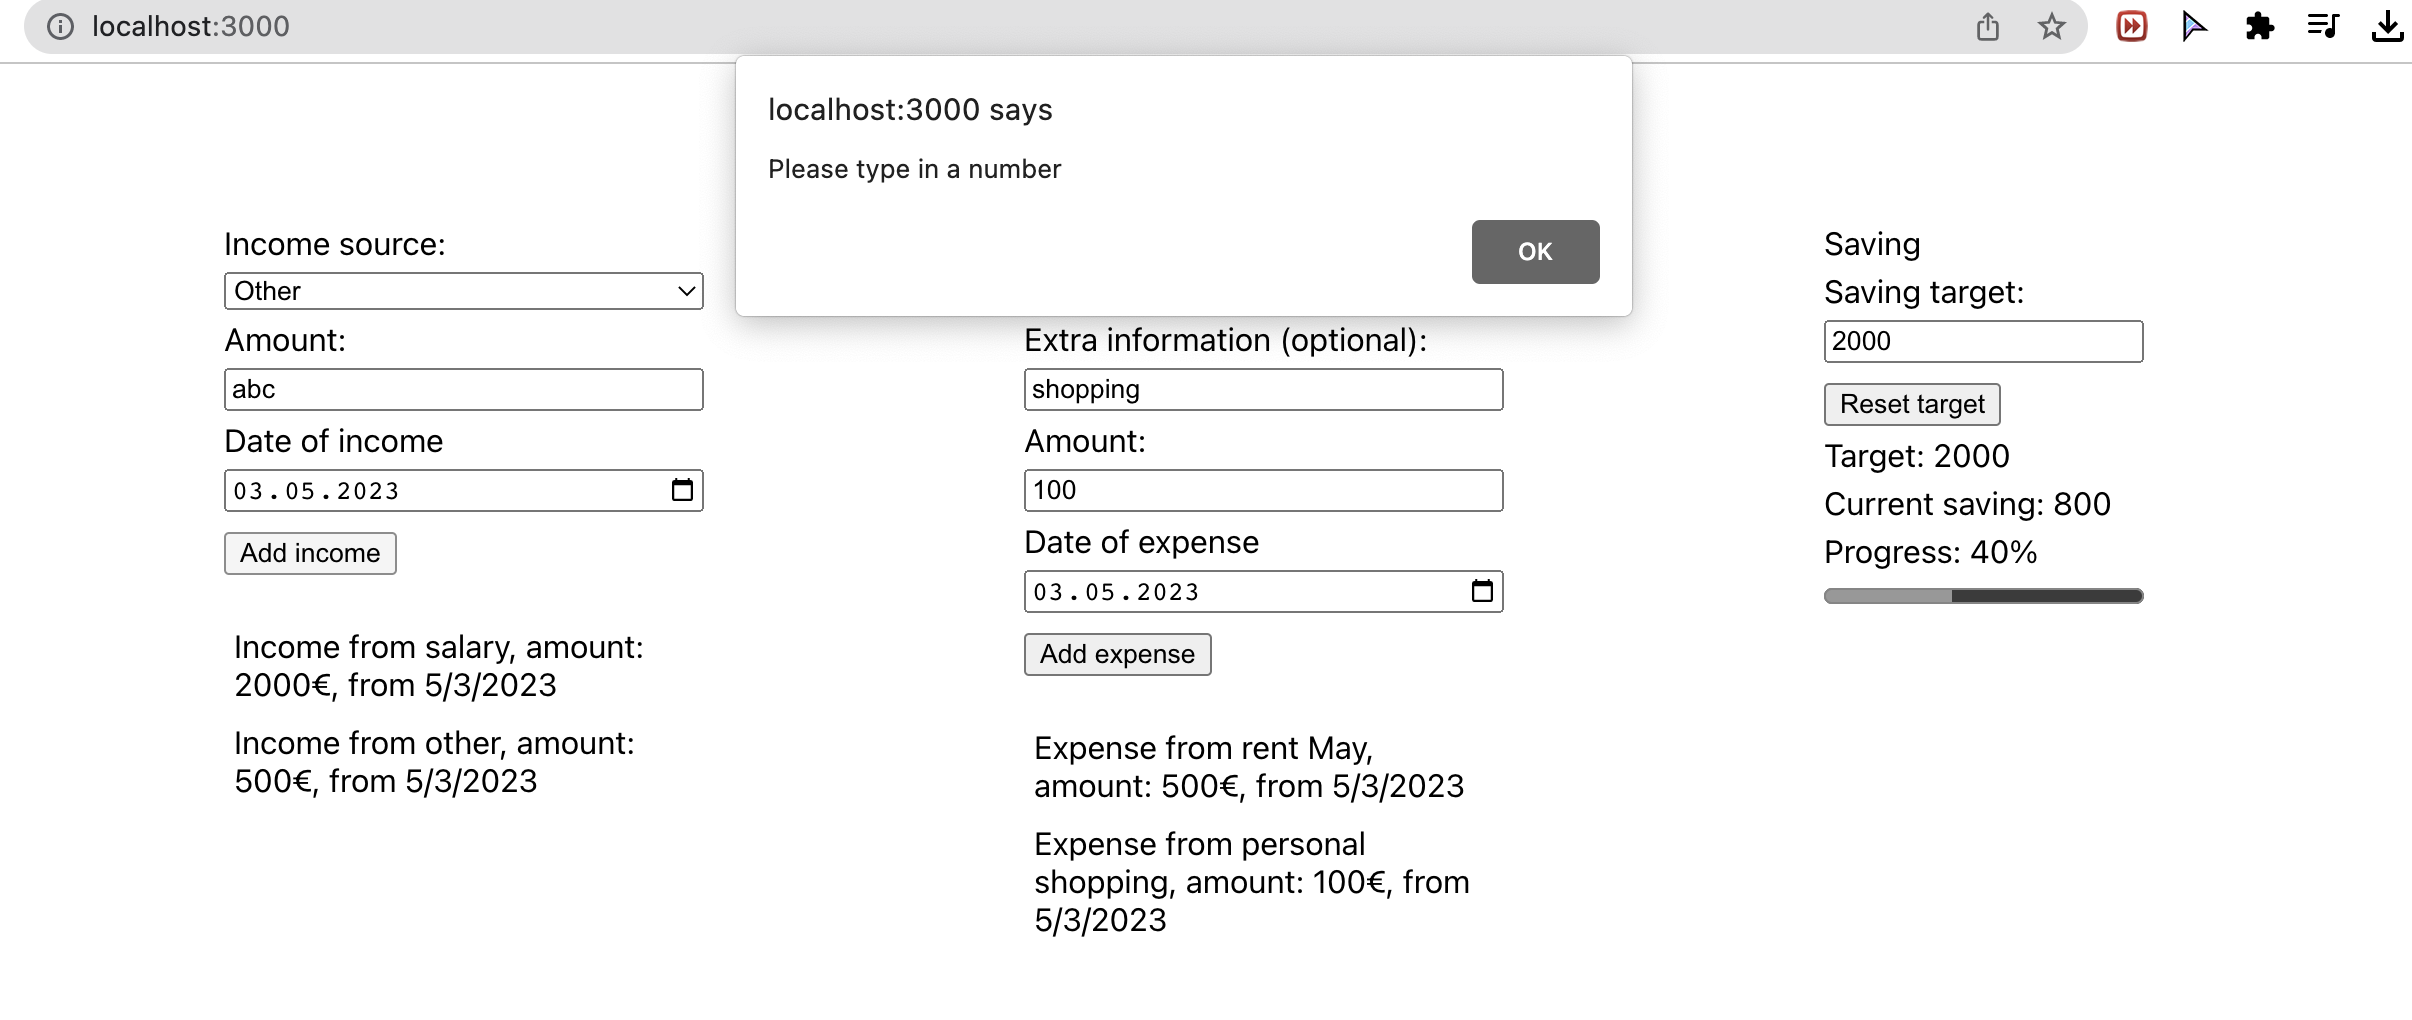 localhost:3000
localhost:3000 says
Please type in a number
OK
Income source:
Other
Amount:
abc
Date of income
03.05.2023
Add income
Income from salary, amount:
2000€, from 5/3/2023
Income from other, amount:
500€, from 5/3/2023
Extra information (optional):
shopping
Amount:
100
Date of expense
03.05.2023
Add expense
Expense from rent May,
amount: 500€, from 5/3/2023
Expense from personal
shopping, amount: 100€, from
5/3/2023
Saving
Saving target:
2000
Reset target
Target: 2000
Current saving: 800
Progress: 40%